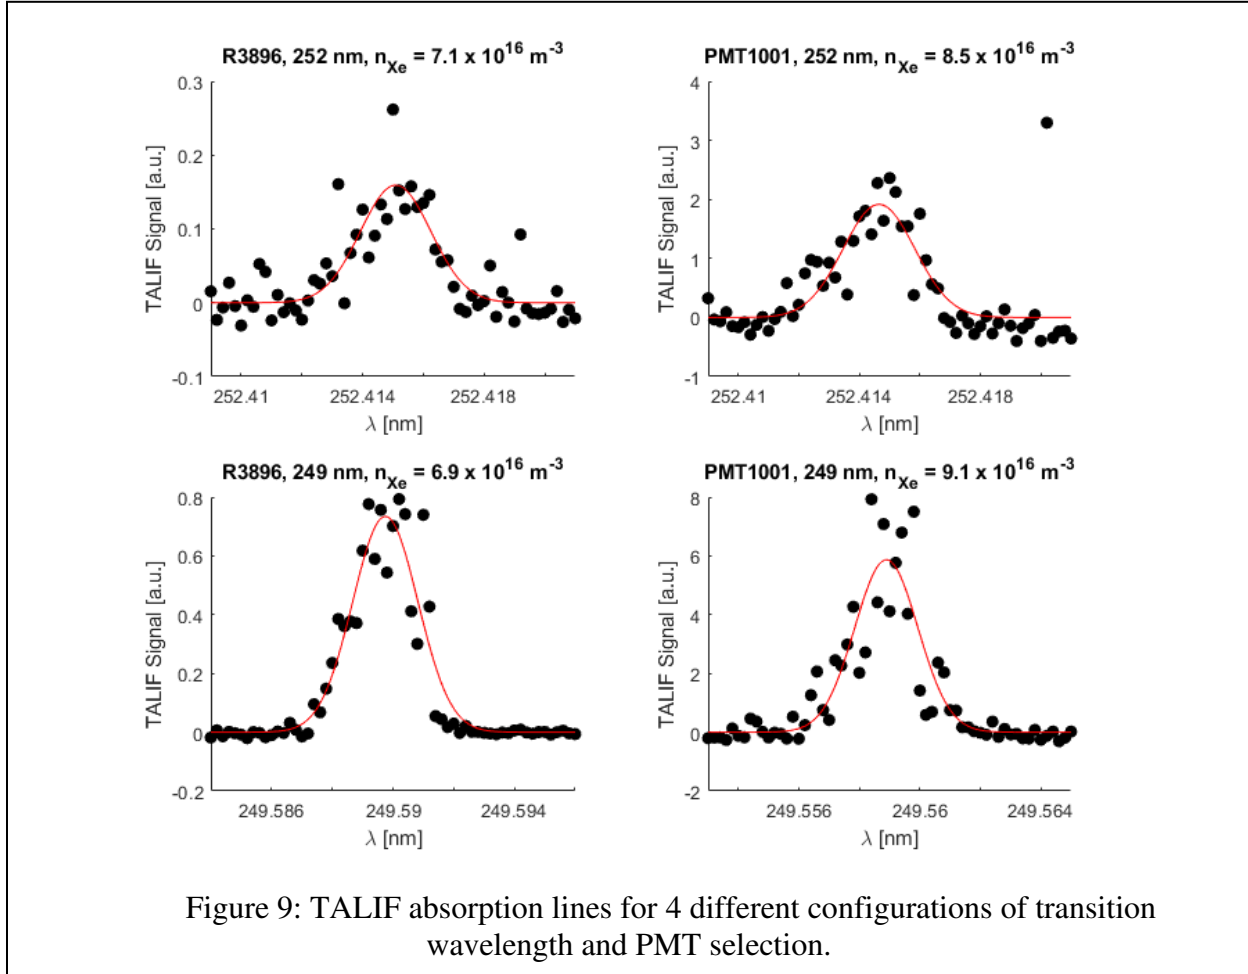 R3896, 252 nm, n_Xe = 7.1 x 10^16 m^-3
0.3
0.2
0.1
0
-0.1
TALIF Signal [a.u.]
252.41 252.414 252.418
λ [nm]
PMT1001, 252 nm, n_Xe = 8.5 x 10^16 m^-3
4
3
2
1
0
-1
TALIF Signal [a.u.]
252.41 252.414 252.418
λ [nm]
R3896, 249 nm, n_Xe = 6.9 x 10^16 m^-3
0.8
0.6
0.4
0.2
0
-0.2
TALIF Signal [a.u.]
249.586 249.59 249.594
λ [nm]
PMT1001, 249 nm, n_Xe = 9.1 x 10^16 m^-3
8
6
4
2
0
-2
TALIF Signal [a.u.]
249.556 249.56 249.564
λ [nm]
Figure 9: TALIF absorption lines for 4 different configurations of transition
wavelength and PMT selection.